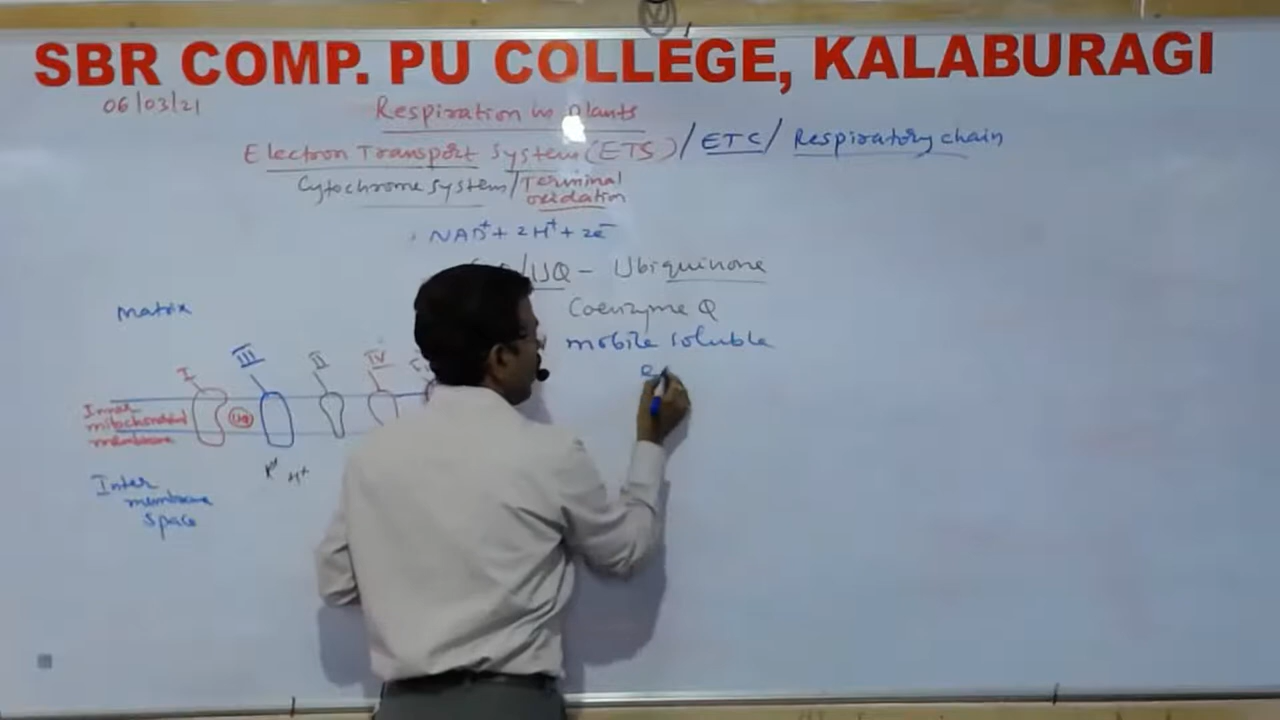 SBR COMP. PU COLLEGE, KALABURAGI
06/03/21
Respiration in Plants
Electron Transport System (ETS) / ETC / Respiratory chain
Cytochrome system / Terminal
oxidation
NAD⁺ + 2H⁺ + 2e⁻
UQ - Ubiquinone
Coenzyme Q
mobile soluble
Matrix
I III II IV
Inner
mitochondrial
membrane
UQ
H⁺
Inter
membrane
space